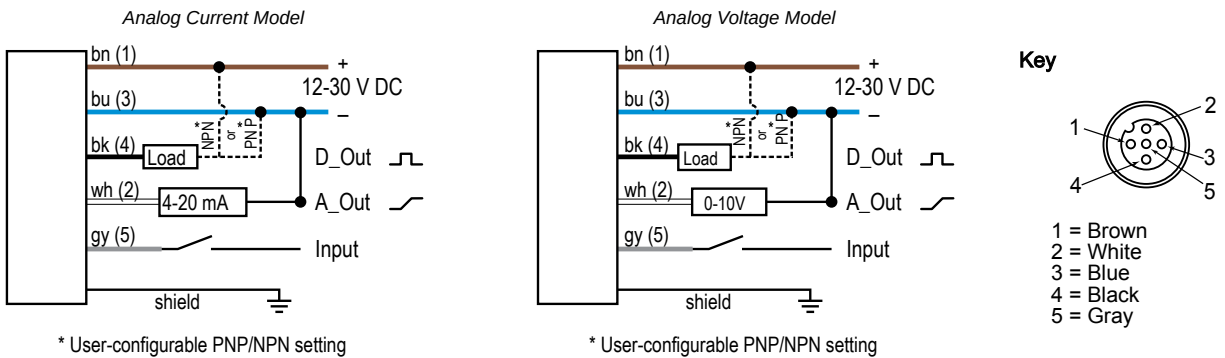 Analog Current Model
bn (1)
+
12-30 V DC
bu (3)
–
* NPN
or
* PNP
bk (4)
Load
D_Out
wh (2)
4-20 mA
A_Out
gy (5)
Input
shield
* User-configurable PNP/NPN setting
Analog Voltage Model
bn (1)
+
12-30 V DC
bu (3)
–
* NPN
or
* PNP
bk (4)
Load
D_Out
wh (2)
0-10V
A_Out
gy (5)
Input
shield
* User-configurable PNP/NPN setting
Key
2
1
3
4
5
1 = Brown
2 = White
3 = Blue
4 = Black
5 = Gray